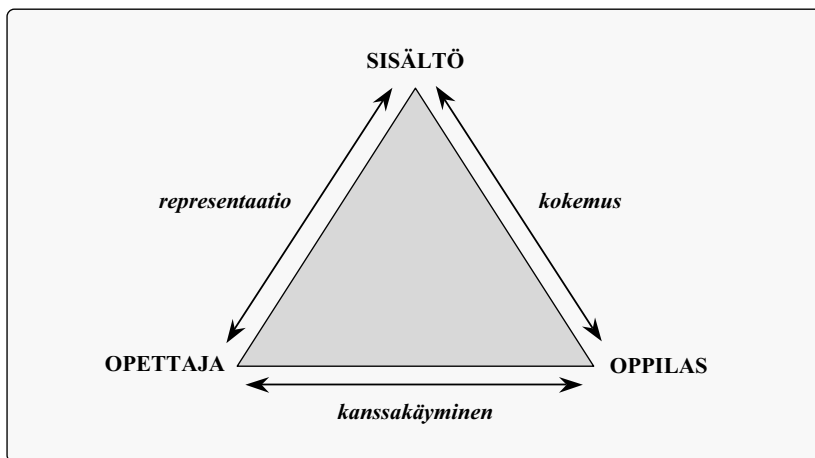 SISÄLTÖ
representaatio
kokemus
OPETTAJA
OPPILAS
kanssakäyminen